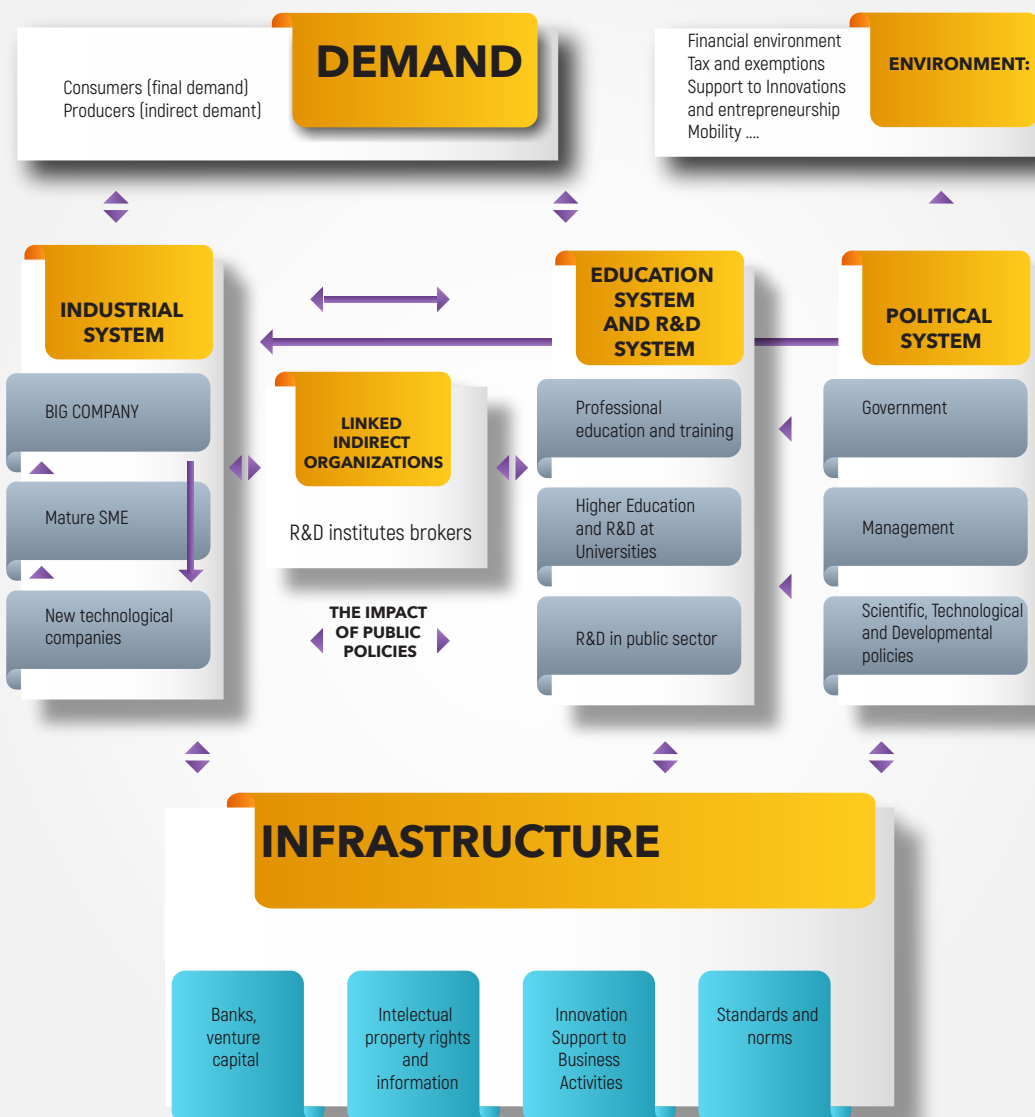 DEMAND
Consumers (final demand)
Producers (indirect demant)
Financial environment
Tax and exemptions
Support to Innovations
and entrepreneurship
Mobility ....
ENVIRONMENT:
INDUSTRIAL
SYSTEM
BIG COMPANY
Mature SME
New technological
companies
LINKED
INDIRECT
ORGANIZATIONS
R&D institutes brokers
THE IMPACT
OF PUBLIC
POLICIES
EDUCATION
SYSTEM
AND R&D
SYSTEM
Professional
education and training
Higher Education
and R&D at
Universities
R&D in public sector
POLITICAL
SYSTEM
Government
Management
Scientific, Technological
and Developmental
policies
INFRASTRUCTURE
Banks,
venture
capital
Intelectual
property rights
and
information
Innovation
Support to
Business
Activities
Standards and
norms